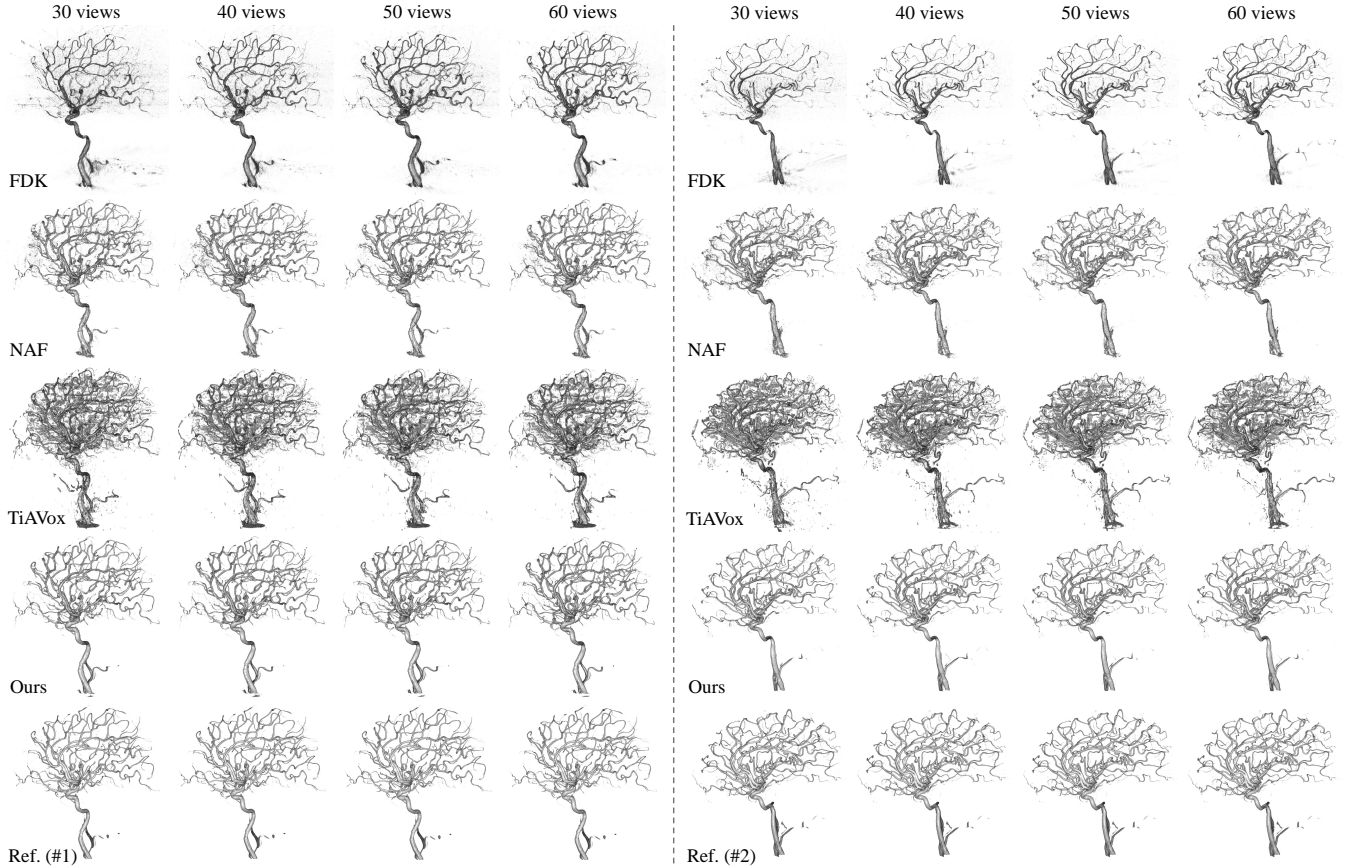 30 views 40 views 50 views 60 views 30 views 40 views 50 views 60 views
FDK FDK
NAF NAF
TiAVox TiAVox
Ours Ours
Ref. (#1) Ref. (#2)